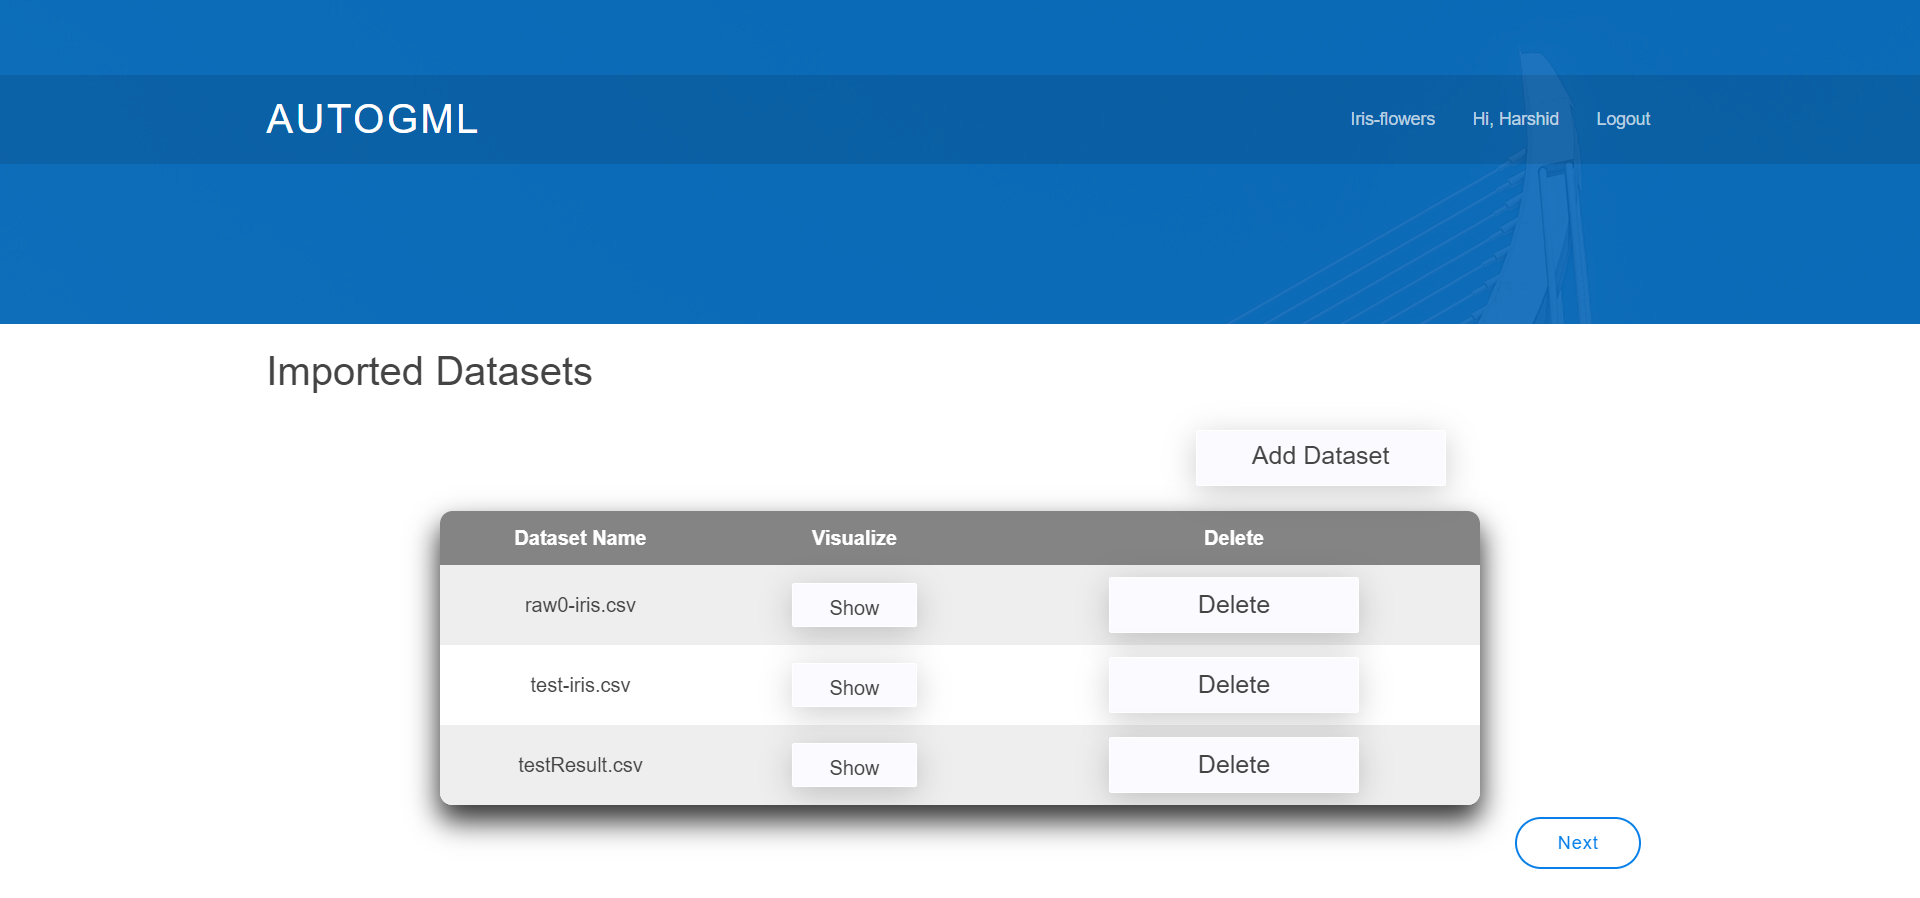 AUTOGML
Iris-flowers Hi, Harshid Logout
Imported Datasets
Add Dataset
Dataset Name Visualize Delete
raw0-iris.csv Show Delete
test-iris.csv Show Delete
testResult.csv Show Delete
Next